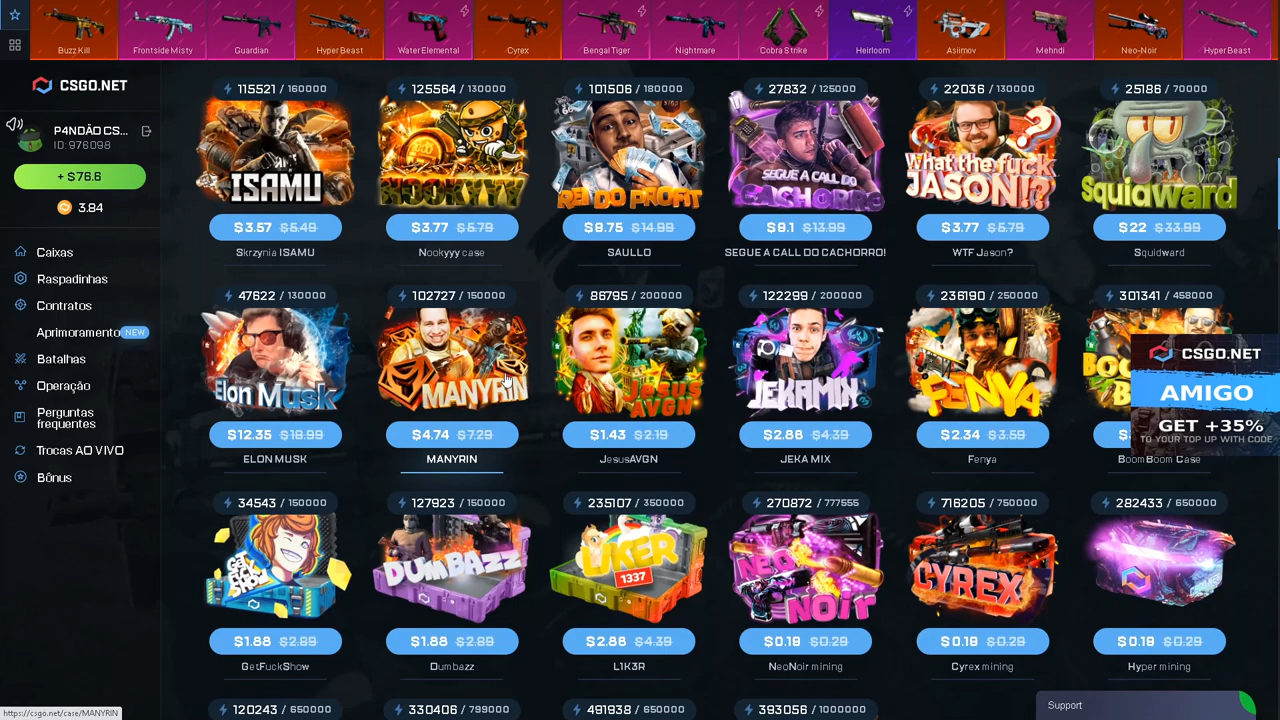 Buzz Kill
Frontside Misty
Guardian
Hyper Beast
Water Elemental
Cyrex
Bengal Tiger
Nightmare
Cobra Strike
Heirloom
Asiimov
Mehndi
Neo-Noir
Hyper Beast
CSGO.NET
P4NDÃO CS...
ID: 976098
+ $76.6
3.84
Caixas
Raspadinhas
Contratos
Aprimoramento NEW
Batalhas
Operação
Perguntas
frequentes
Trocas AO VIVO
Bônus
115521 / 160000
125564 / 130000
101506 / 180000
27832 / 125000
22036 / 130000
25186 / 70000
ISAMU
NOOKYYY
REI DO PROFIT
SEGUE A CALL DO
CACHORRO
What the fuck
JASON!?
Squidward
$3.57 $5.49
$3.77 $5.79
$9.75 $14.99
$9.1 $13.99
$3.77 $5.79
$22 $33.99
Skrzynia ISAMU
Nookyyy case
SAULLO
SEGUE A CALL DO CACHORRO!
WTF Jason?
Squidward
47622 / 130000
102727 / 150000
86795 / 200000
122299 / 200000
236190 / 250000
301341 / 458000
Elon Musk
MANYRIN
JESUS
AVGN
JEKAMIN
FENYA
CSGO.NET
AMIGO
GET +35%
TO YOUR TOP UP WITH CODE
$12.35 $18.99
$4.74 $7.29
$1.43 $2.19
$2.86 $4.39
$2.34 $3.59
ELON MUSK
MANYRIN
JesusAVGN
JEKA MIX
Fenya
BoomBoom Case
34543 / 150000
127923 / 150000
235107 / 350000
270872 / 777555
716205 / 750000
282433 / 650000
DUMBAZZ
LIKER
1337
NEO
NOIR
CYREX
$1.88 $2.89
$1.88 $2.89
$2.86 $4.39
$0.19 $0.29
$0.19 $0.29
$0.19 $0.29
GetFuckShow
Dumbazz
L1K3R
NeoNoir mining
Cyrex mining
Hyper mining
120243 / 650000
330406 / 799000
491938 / 650000
393056 / 1000000
https://csgo.net/case/MANYRIN
Support